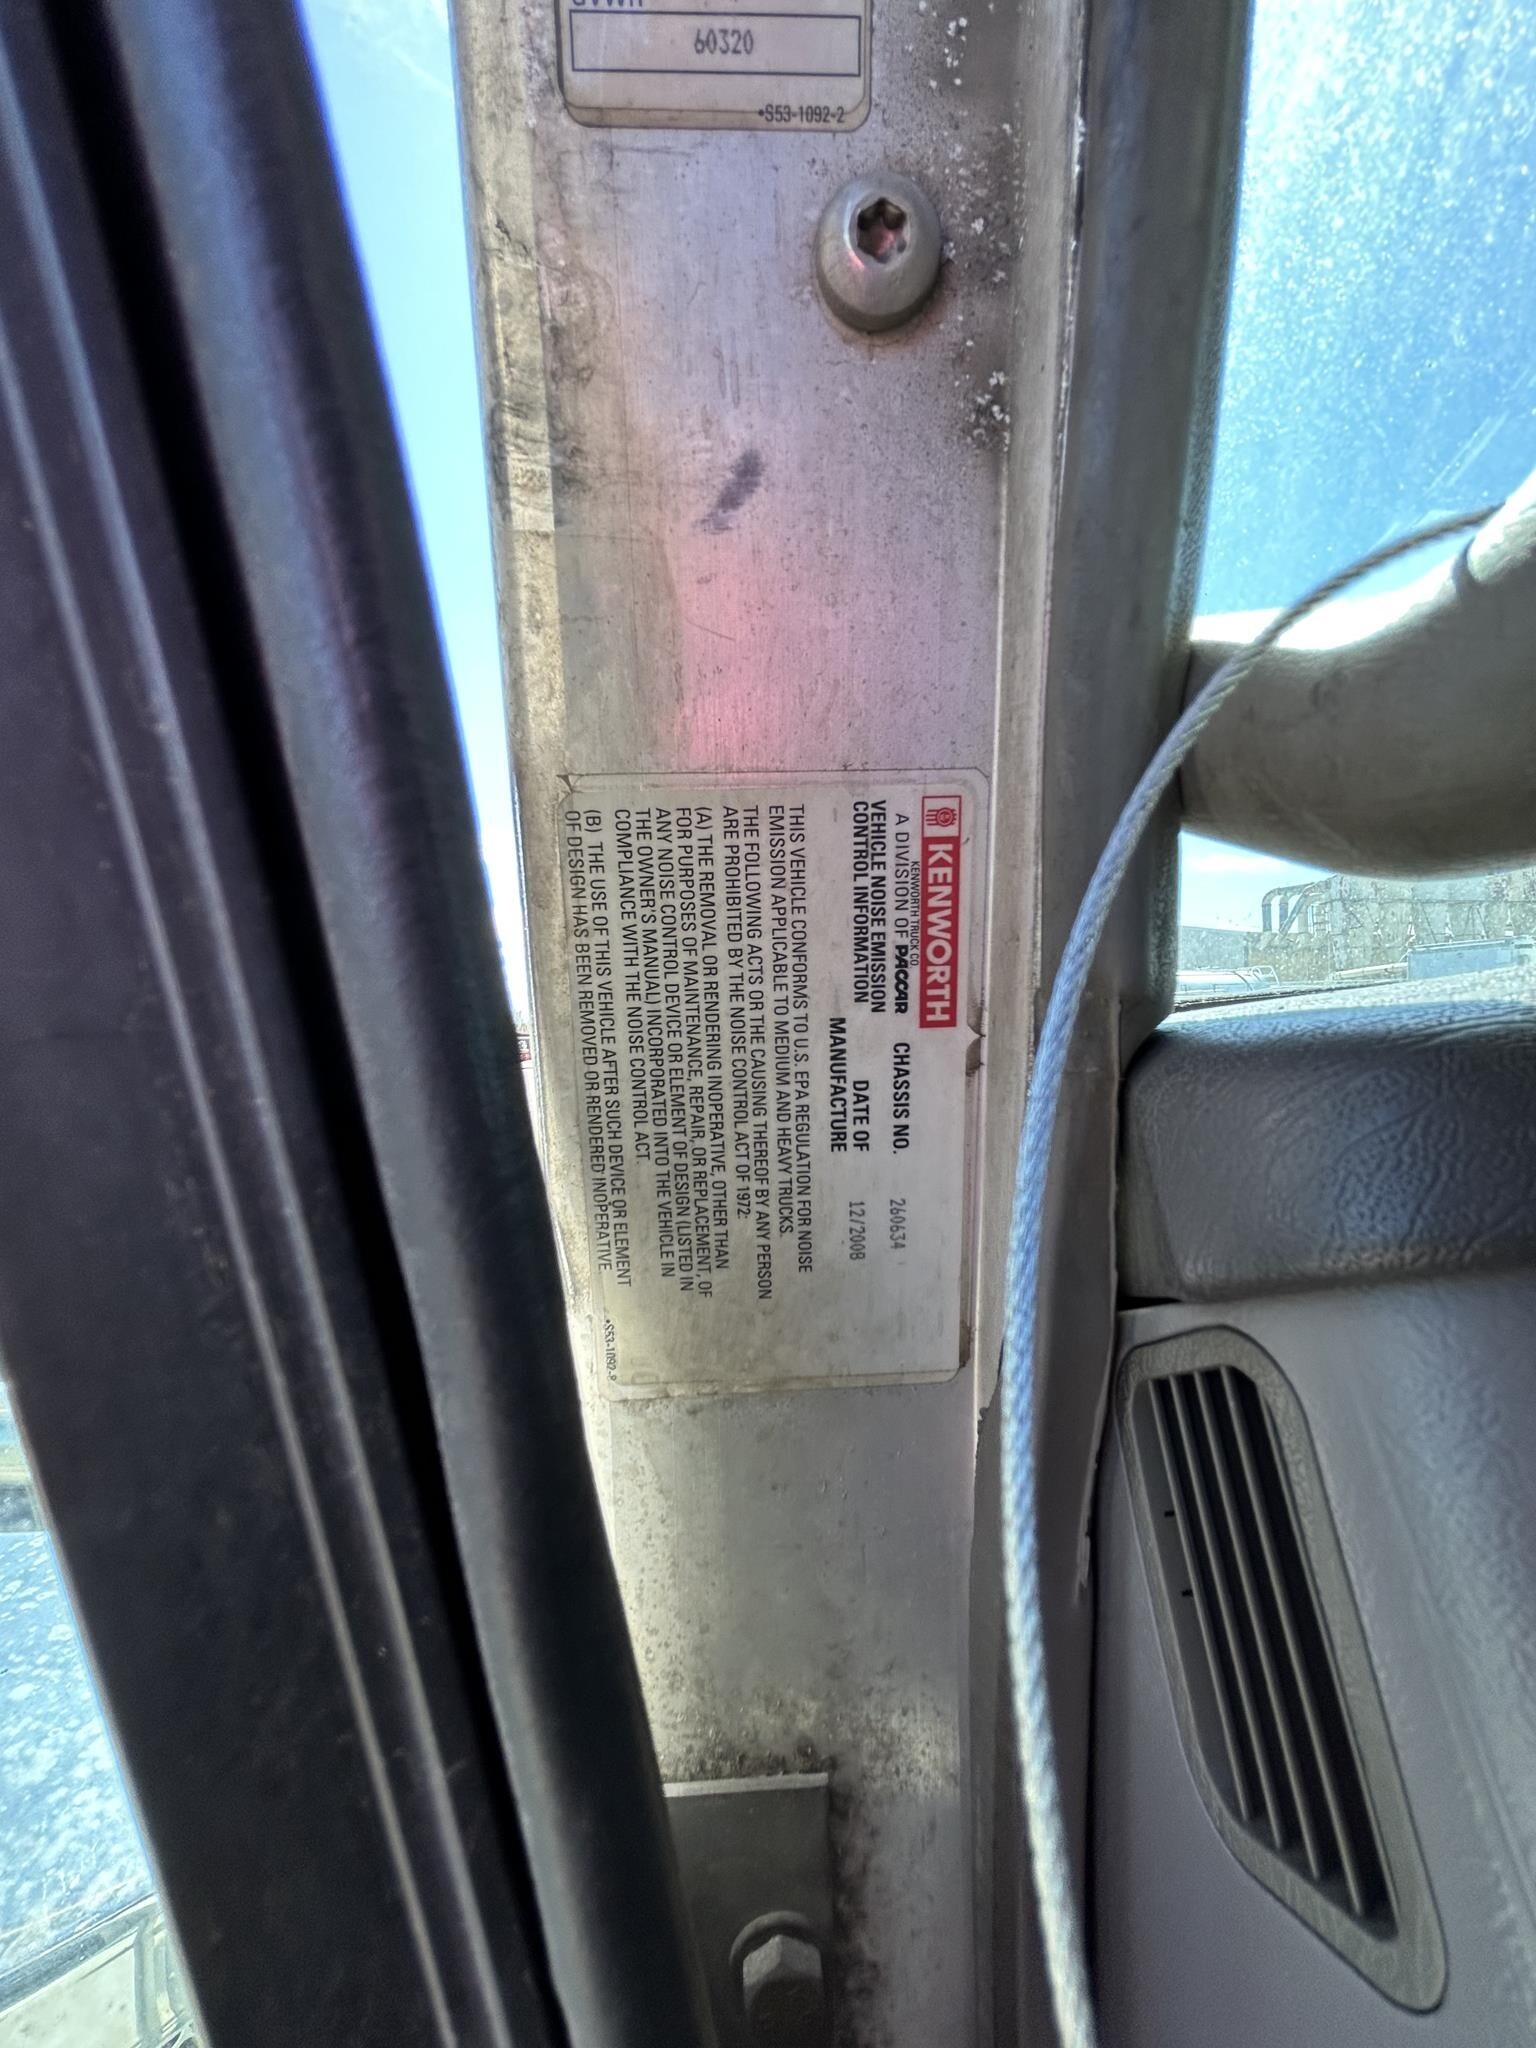 GVWR
60320
•S53-1092-2
KENWORTH
KENWORTH TRUCK CO.
A DIVISION OF PACCAR
CHASSIS NO. 260634
VEHICLE NOISE EMISSION
CONTROL INFORMATION
DATE OF
MANUFACTURE
12/2008
THIS VEHICLE CONFORMS TO U.S. EPA REGULATION FOR NOISE
EMISSION APPLICABLE TO MEDIUM AND HEAVY TRUCKS.
THE FOLLOWING ACTS OR THE CAUSING THEREOF BY ANY PERSON
ARE PROHIBITED BY THE NOISE CONTROL ACT OF 1972:
(A) THE REMOVAL OR RENDERING INOPERATIVE, OTHER THAN
FOR PURPOSES OF MAINTENANCE, REPAIR, OR REPLACEMENT, OF
ANY NOISE CONTROL DEVICE OR ELEMENT OF DESIGN (LISTED IN
THE OWNER'S MANUAL) INCORPORATED INTO THE VEHICLE IN
COMPLIANCE WITH THE NOISE CONTROL ACT.
(B) THE USE OF THIS VEHICLE AFTER SUCH DEVICE OR ELEMENT
OF DESIGN HAS BEEN REMOVED OR RENDERED INOPERATIVE.